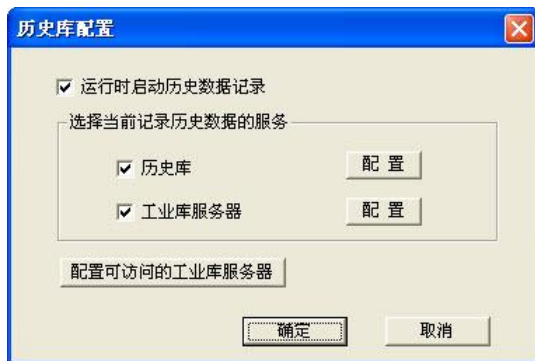 历史库配置
运行时启动历史数据记录
选择当前记录历史数据的服务
历史库 配 置
工业库服务器 配 置
配置可访问的工业库服务器
确定 取消